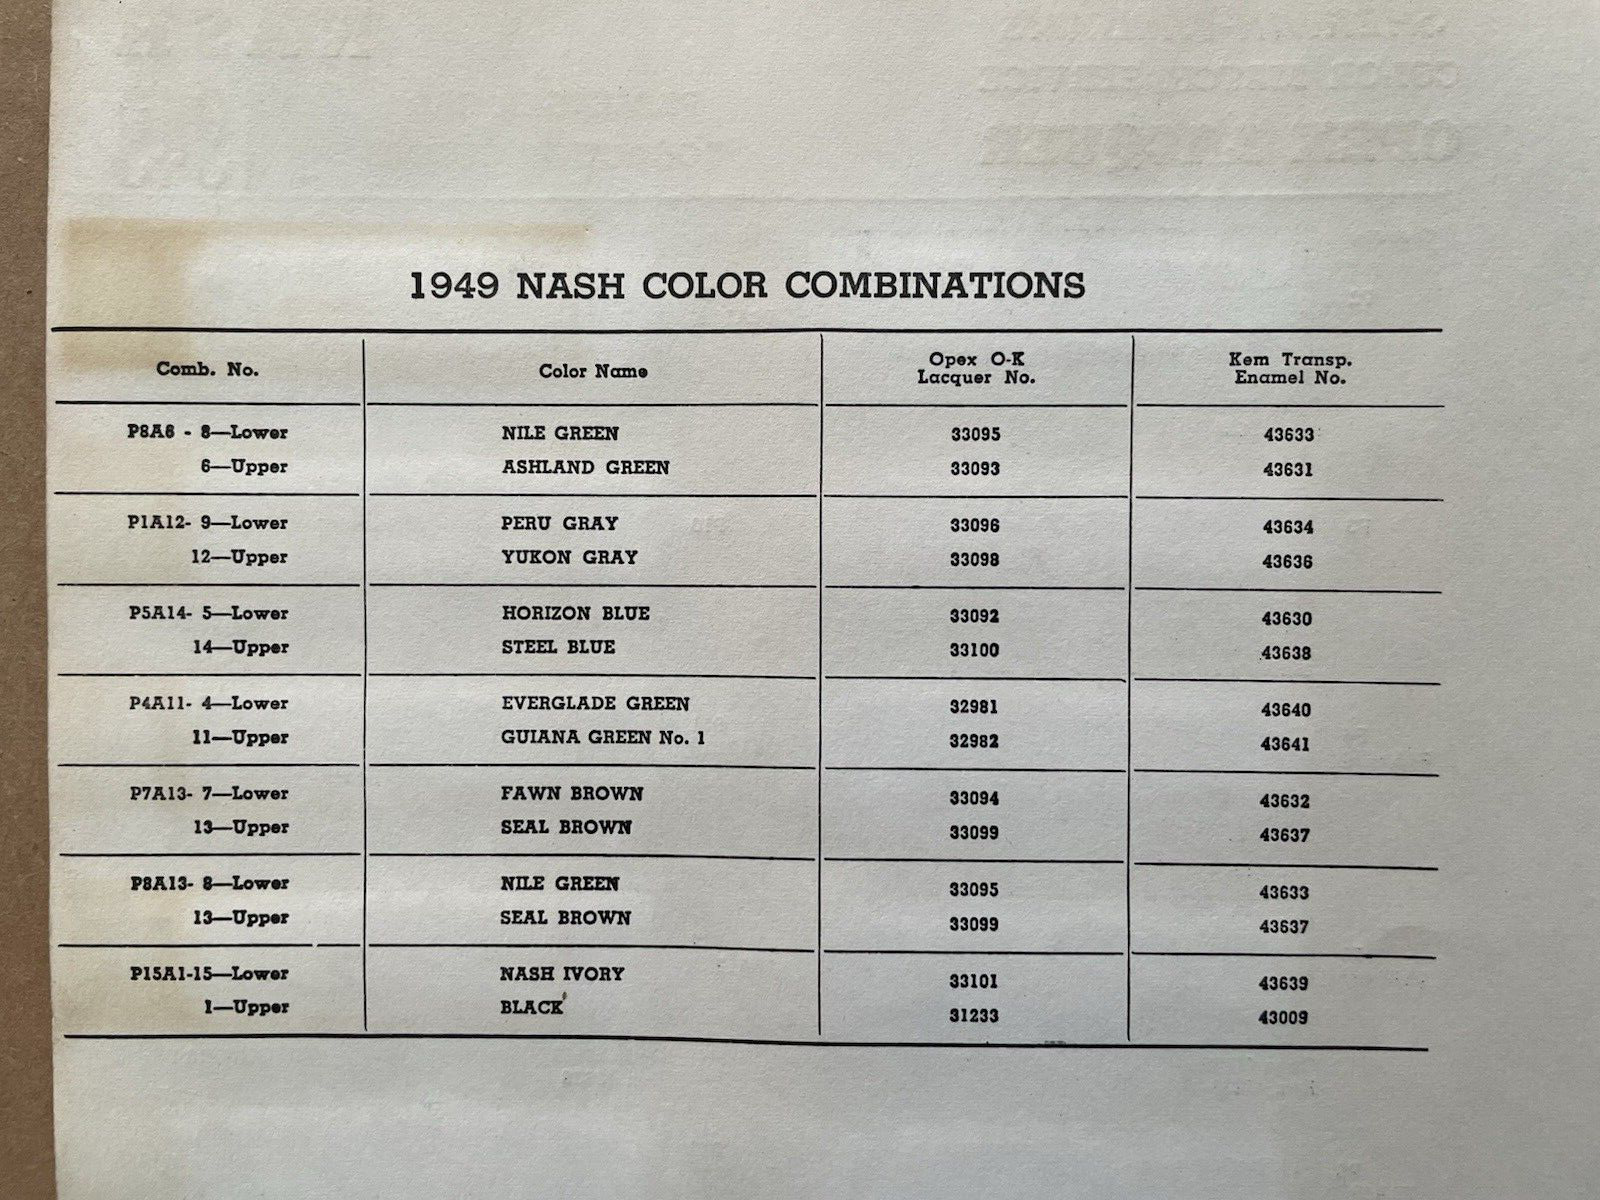 1949 NASH COLOR COMBINATIONS
Comb. No. Color Name Opex O-K Lacquer No. Kem Transp. Enamel No.
P8A6 - 8—Lower NILE GREEN 33095 43633
6—Upper ASHLAND GREEN 33093 43631
P1A12- 9—Lower PERU GRAY 33096 43634
12—Upper YUKON GRAY 33098 43636
P5A14- 5—Lower HORIZON BLUE 33092 43630
14—Upper STEEL BLUE 33100 43638
P4A11- 4—Lower EVERGLADE GREEN 32981 43640
11—Upper GUIANA GREEN No. 1 32982 43641
P7A13- 7—Lower FAWN BROWN 33094 43632
13—Upper SEAL BROWN 33099 43637
P8A13- 8—Lower NILE GREEN 33095 43633
13—Upper SEAL BROWN 33099 43637
P15A1-15—Lower NASH IVORY 33101 43639
1—Upper BLACK 31233 43009